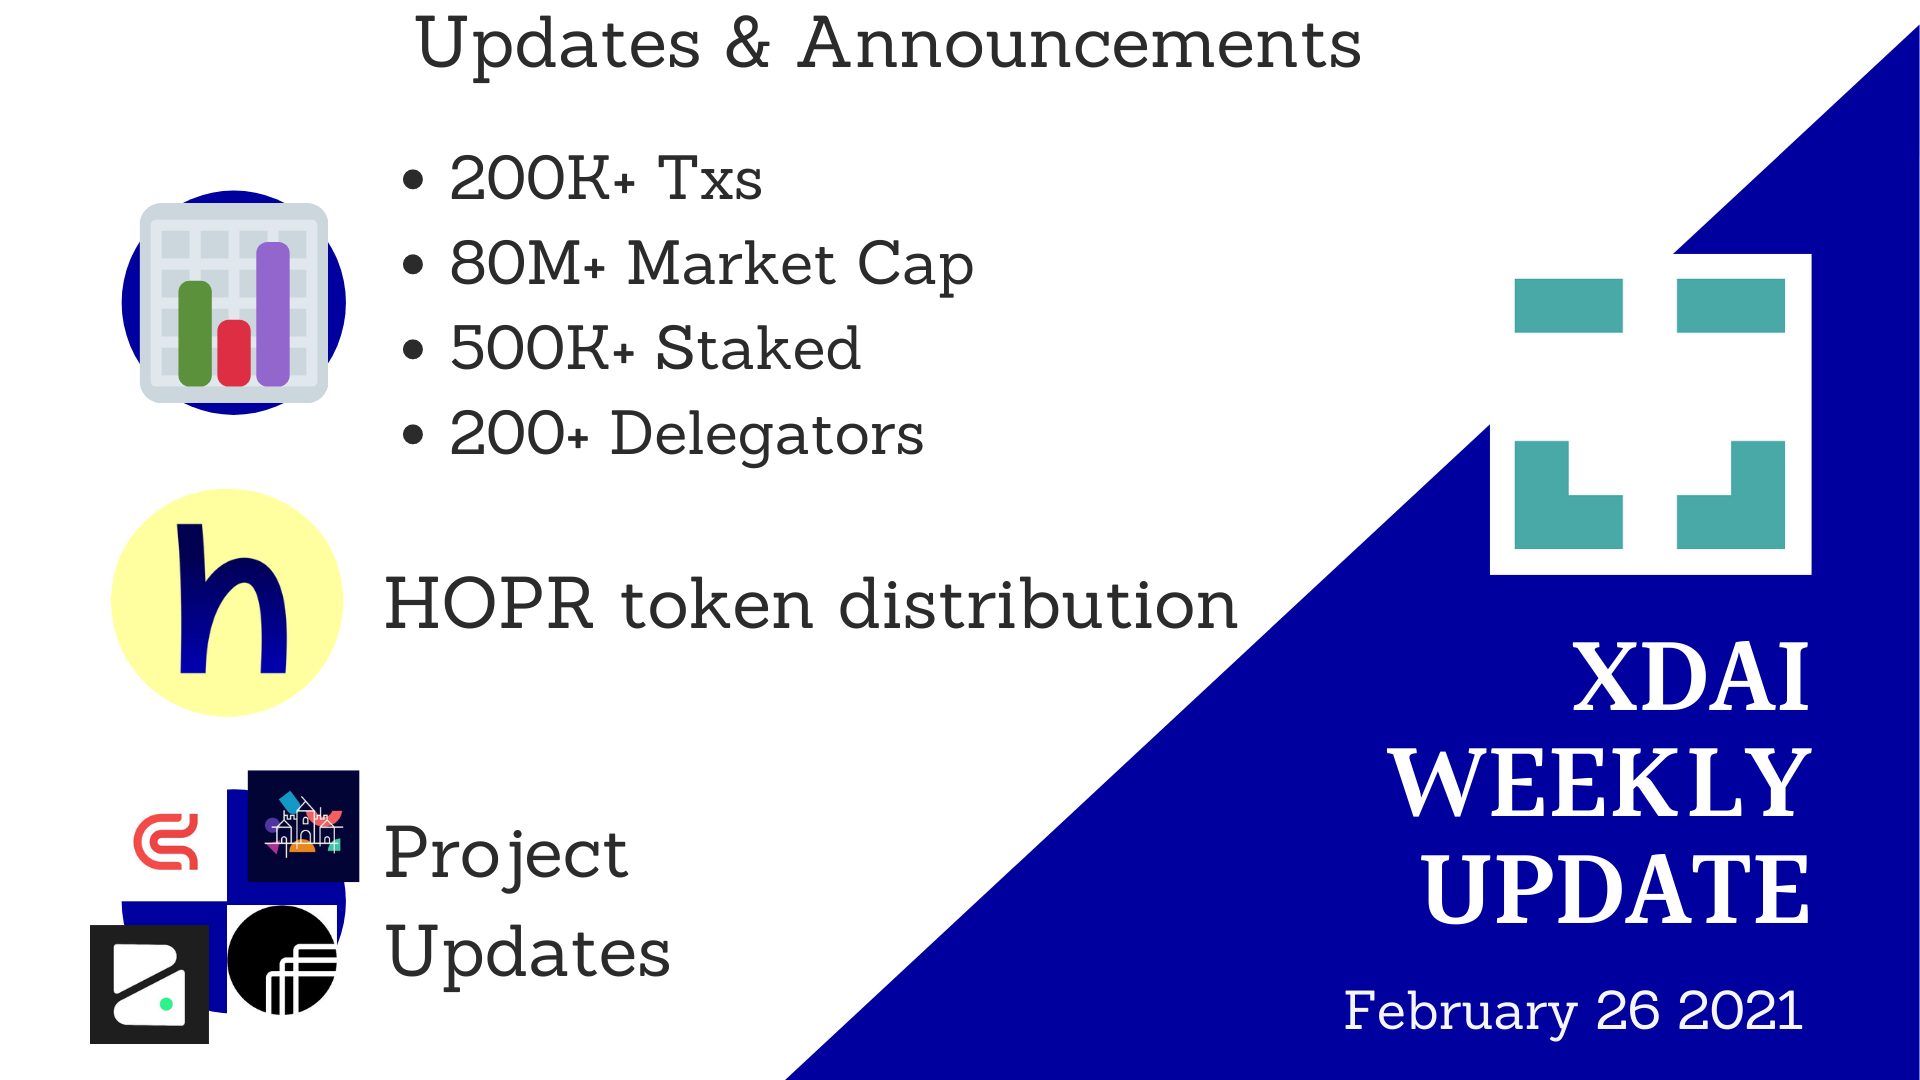 Updates & Announcements
• 200K+ Txs
• 80M+ Market Cap
• 500K+ Staked
• 200+ Delegators
h
HOPR token distribution
Project
Updates
XDAI
WEEKLY
UPDATE
February 26 2021